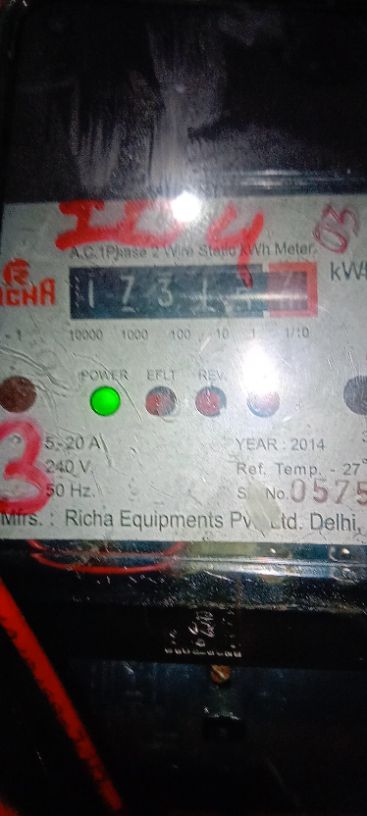 A.C.1Phase 2 Wire Static kWh Meter.
RICHA
kW
1 7 3 1
10000 1000 100 10 1 1/10
POWER EFLT REV.
3
5-20 A
240 V.
50 Hz.
YEAR : 2014
Ref. Temp. - 27°
S. No. 0575
Mfrs. : Richa Equipments Pvt. Ltd. Delhi,